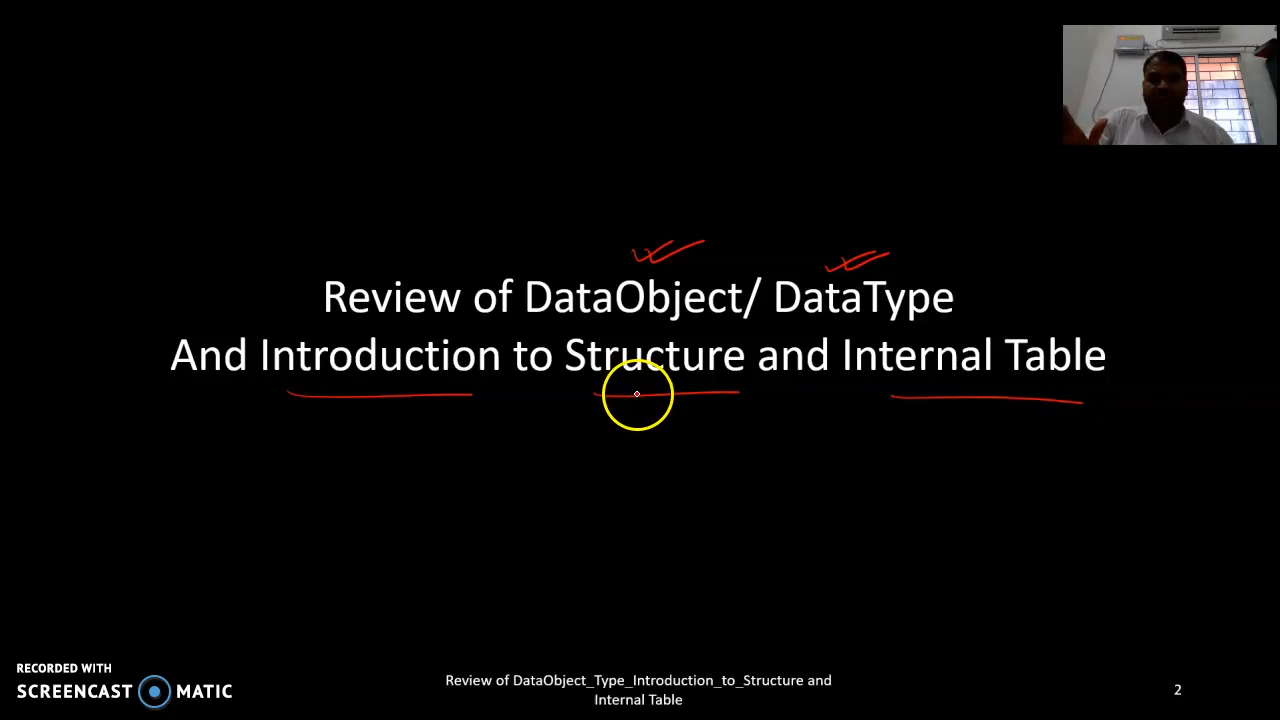 Review of DataObject/ DataType
And Introduction to Structure and Internal Table
RECORDED WITH
SCREENCAST MATIC
Review of DataObject_Type_Introduction_to_Structure and
Internal Table
2